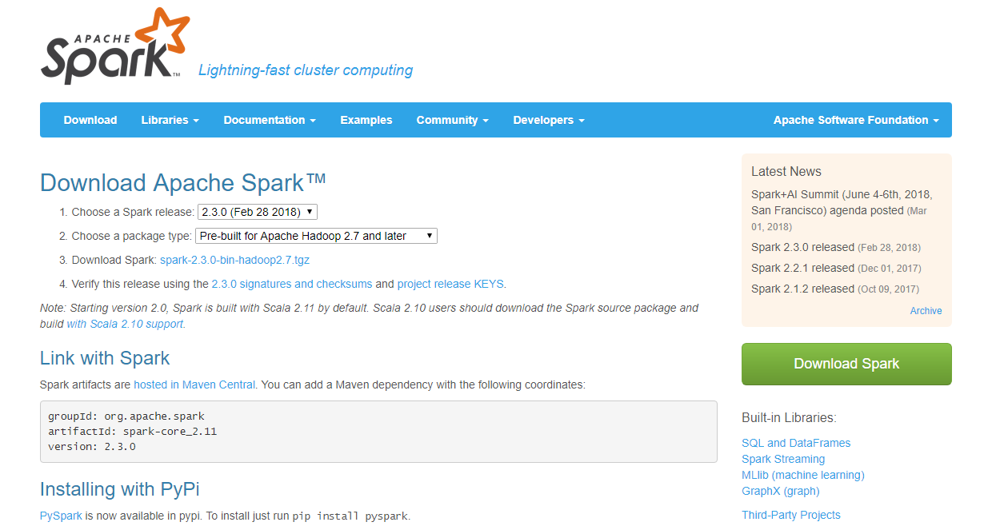 APACHE
Spark™
Lightning-fast cluster computing
Download Libraries Documentation Examples Community Developers Apache Software Foundation
Download Apache Spark™
1. Choose a Spark release: 2.3.0 (Feb 28 2018)
2. Choose a package type: Pre-built for Apache Hadoop 2.7 and later
3. Download Spark: spark-2.3.0-bin-hadoop2.7.tgz
4. Verify this release using the 2.3.0 signatures and checksums and project release KEYS.
Note: Starting version 2.0, Spark is built with Scala 2.11 by default. Scala 2.10 users should download the Spark source package and
build with Scala 2.10 support.
Link with Spark
Spark artifacts are hosted in Maven Central. You can add a Maven dependency with the following coordinates:
groupId: org.apache.spark
artifactId: spark-core_2.11
version: 2.3.0
Installing with PyPi
PySpark is now available in pypi. To install just run pip install pyspark.
Latest News
Spark+AI Summit (June 4-6th, 2018,
San Francisco) agenda posted (Mar
01, 2018)
Spark 2.3.0 released (Feb 28, 2018)
Spark 2.2.1 released (Dec 01, 2017)
Spark 2.1.2 released (Oct 09, 2017)
Archive
Download Spark
Built-in Libraries:
SQL and DataFrames
Spark Streaming
MLlib (machine learning)
GraphX (graph)
Third-Party Projects